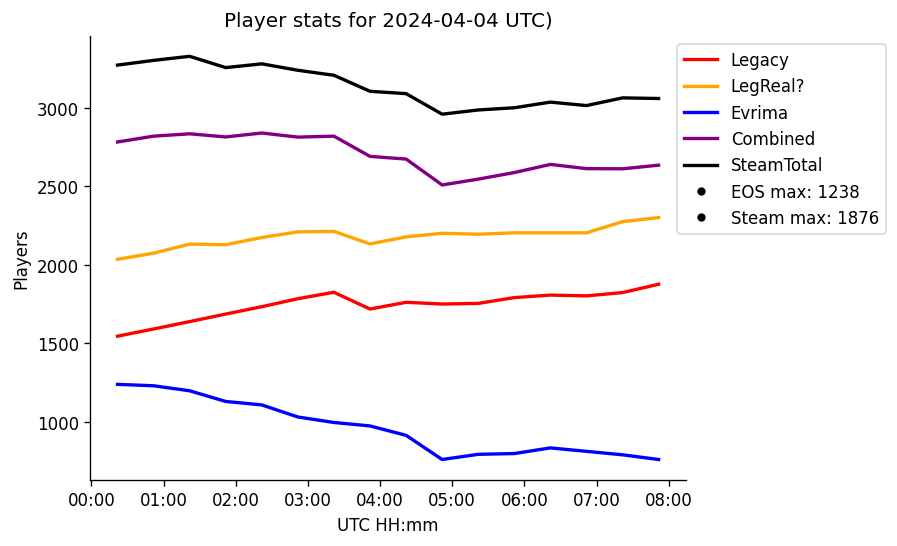 Player stats for 2024-04-04 UTC)
Legacy
LegReal?
Evrima
Combined
SteamTotal
EOS max: 1238
Steam max: 1876
Players
3000
2500
2000
1500
1000
00:00 01:00 02:00 03:00 04:00 05:00 06:00 07:00 08:00
UTC HH:mm